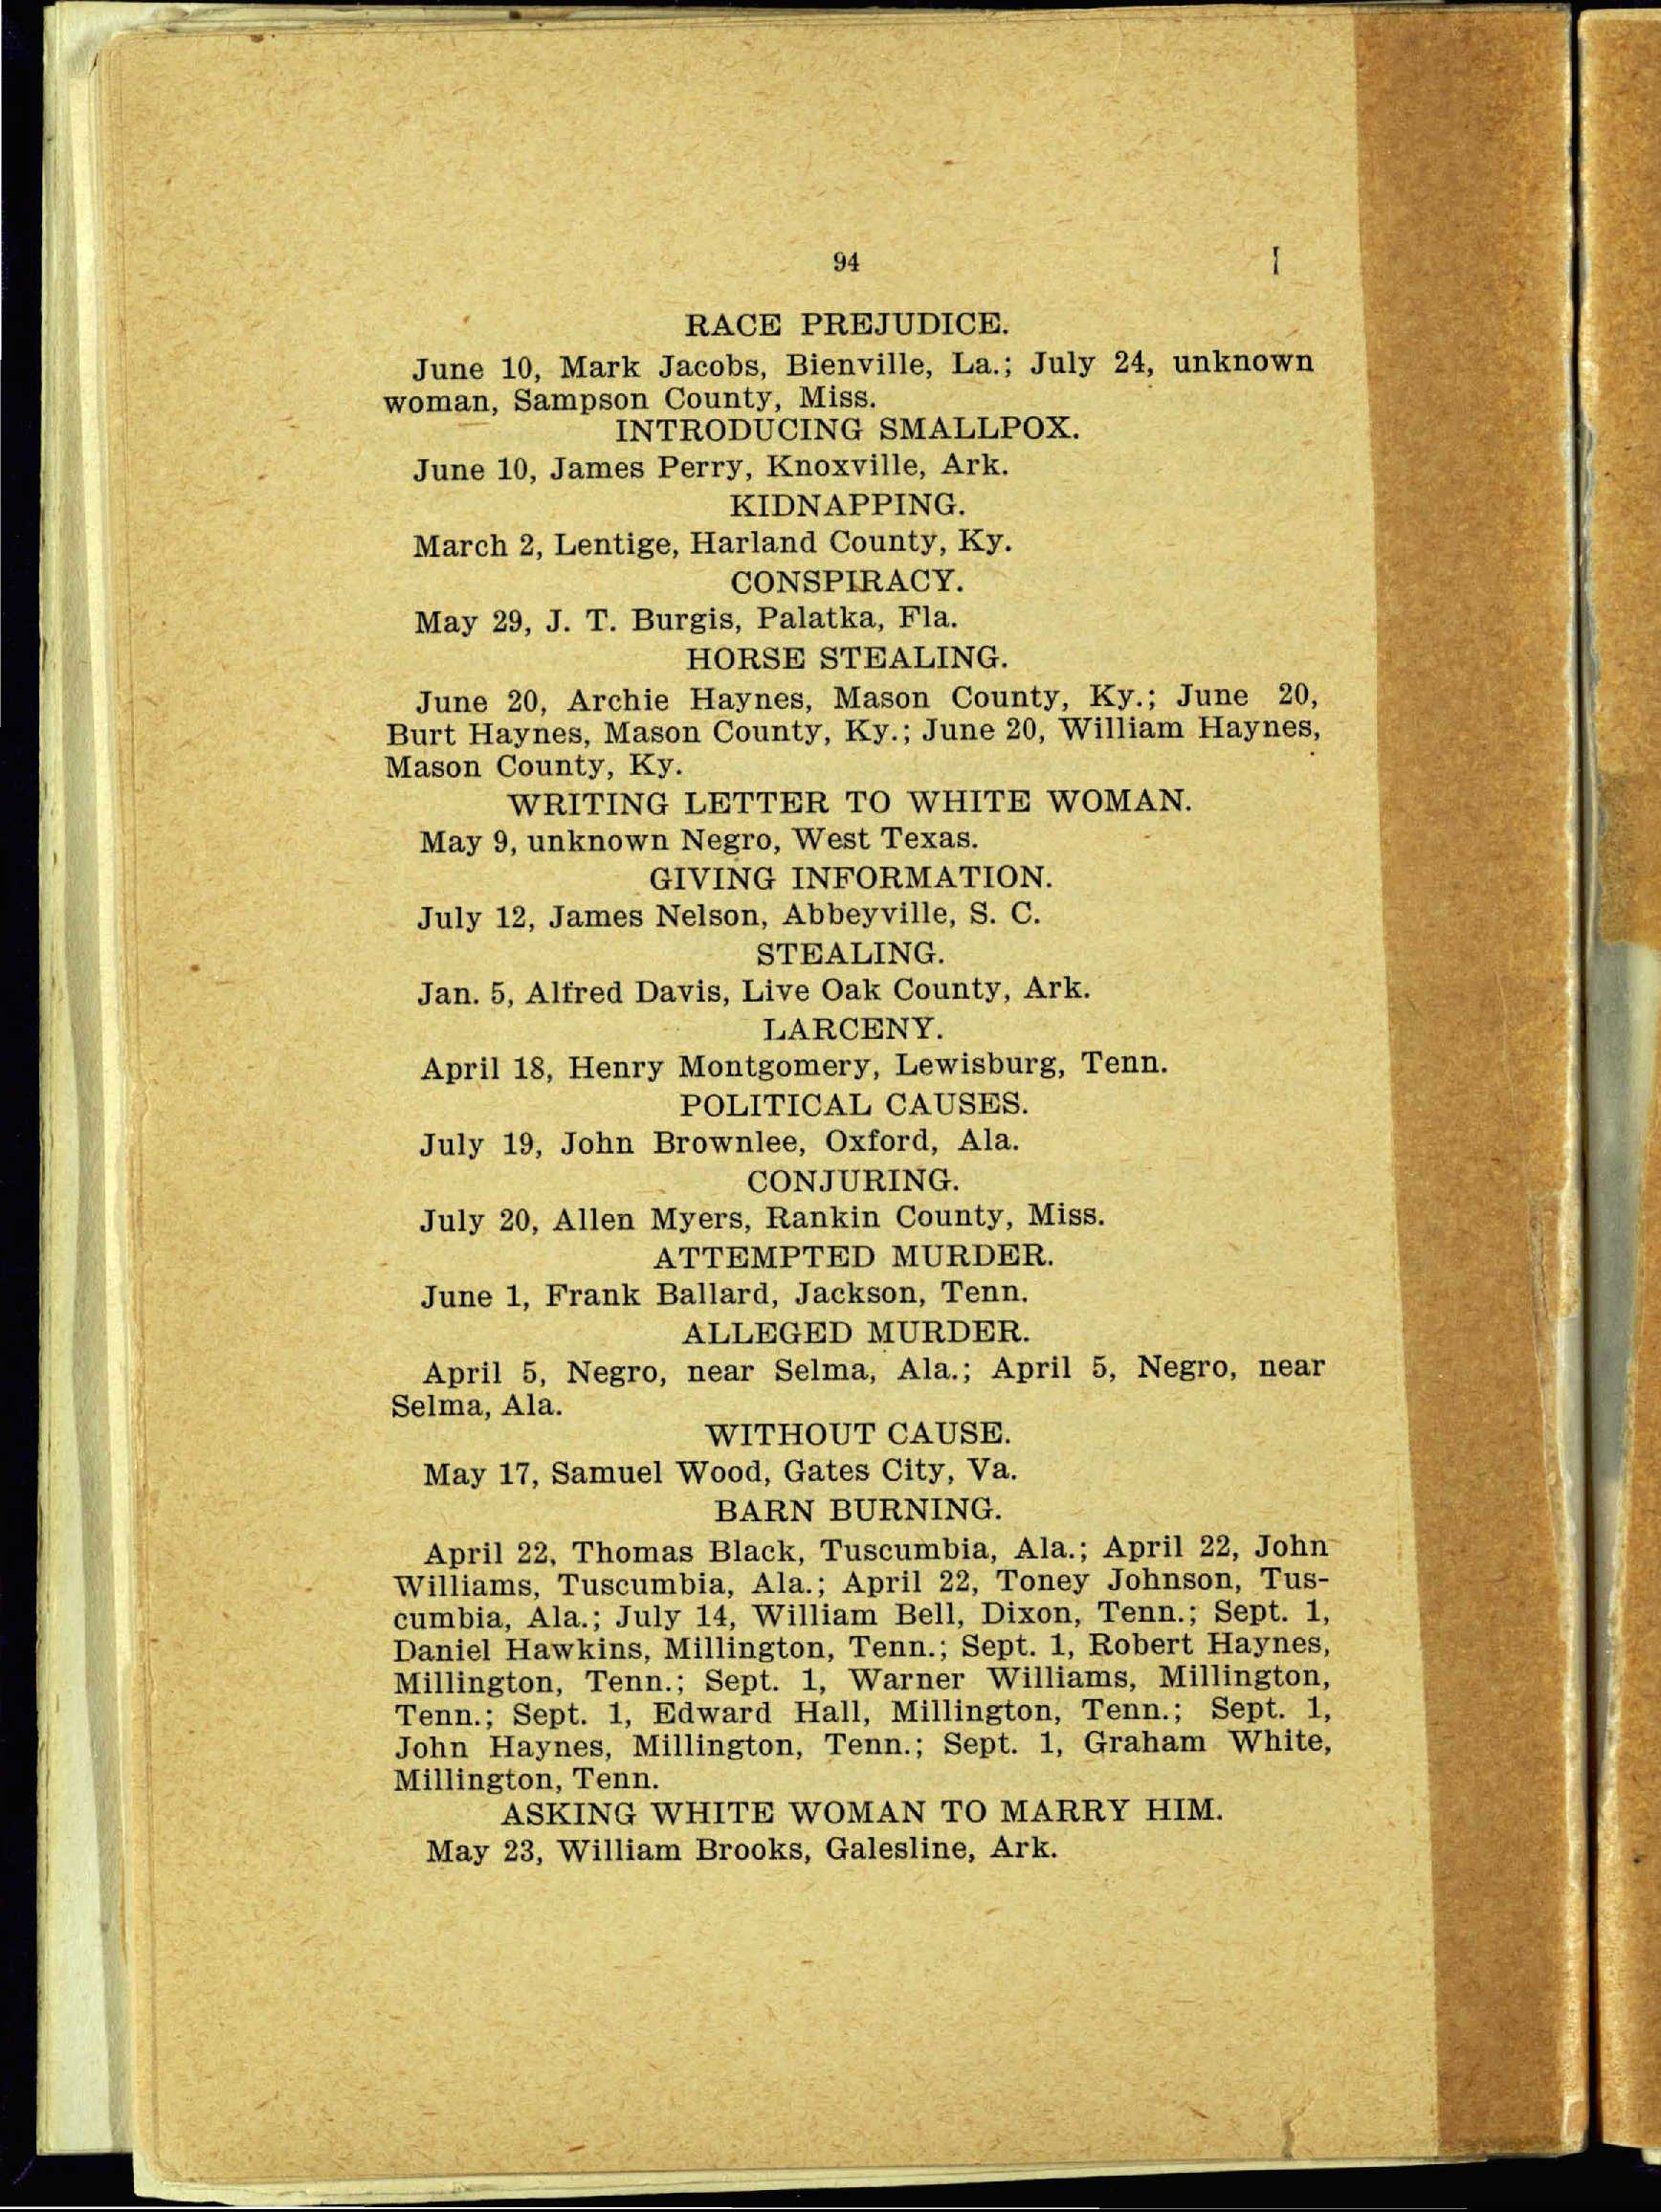 94
RACE PREJUDICE.
June 10, Mark Jacobs, Bienville, La.; July 24, unknown
woman, Sampson County, Miss.
INTRODUCING SMALLPOX.
June 10, James Perry, Knoxville, Ark.
KIDNAPPING.
March 2, Lentige, Harland County, Ky.
CONSPIRACY.
May 29, J. T. Burgis, Palatka, Fla.
HORSE STEALING.
June 20, Archie Haynes, Mason County, Ky.; June 20,
Burt Haynes, Mason County, Ky.; June 20, William Haynes,
Mason County, Ky.
WRITING LETTER TO WHITE WOMAN.
May 9, unknown Negro, West Texas.
GIVING INFORMATION.
July 12, James Nelson, Abbeyville, S. C.
STEALING.
Jan. 5, Alfred Davis, Live Oak County, Ark.
LARCENY.
April 18, Henry Montgomery, Lewisburg, Tenn.
POLITICAL CAUSES.
July 19, John Brownlee, Oxford, Ala.
CONJURING.
July 20, Allen Myers, Rankin County, Miss.
ATTEMPTED MURDER.
June 1, Frank Ballard, Jackson, Tenn.
ALLEGED MURDER.
April 5, Negro, near Selma, Ala.; April 5, Negro, near
Selma, Ala.
WITHOUT CAUSE.
May 17, Samuel Wood, Gates City, Va.
BARN BURNING.
April 22, Thomas Black, Tuscumbia, Ala.; April 22, John
Williams, Tuscumbia, Ala.; April 22, Toney Johnson, Tus-
cumbia, Ala.; July 14, William Bell, Dixon, Tenn.; Sept. 1,
Daniel Hawkins, Millington, Tenn.; Sept. 1, Robert Haynes,
Millington, Tenn.; Sept. 1, Warner Williams, Millington,
Tenn.; Sept. 1, Edward Hall, Millington, Tenn.; Sept. 1,
John Haynes, Millington, Tenn.; Sept. 1, Graham White,
Millington, Tenn.
ASKING WHITE WOMAN TO MARRY HIM.
May 23, William Brooks, Galesline, Ark.